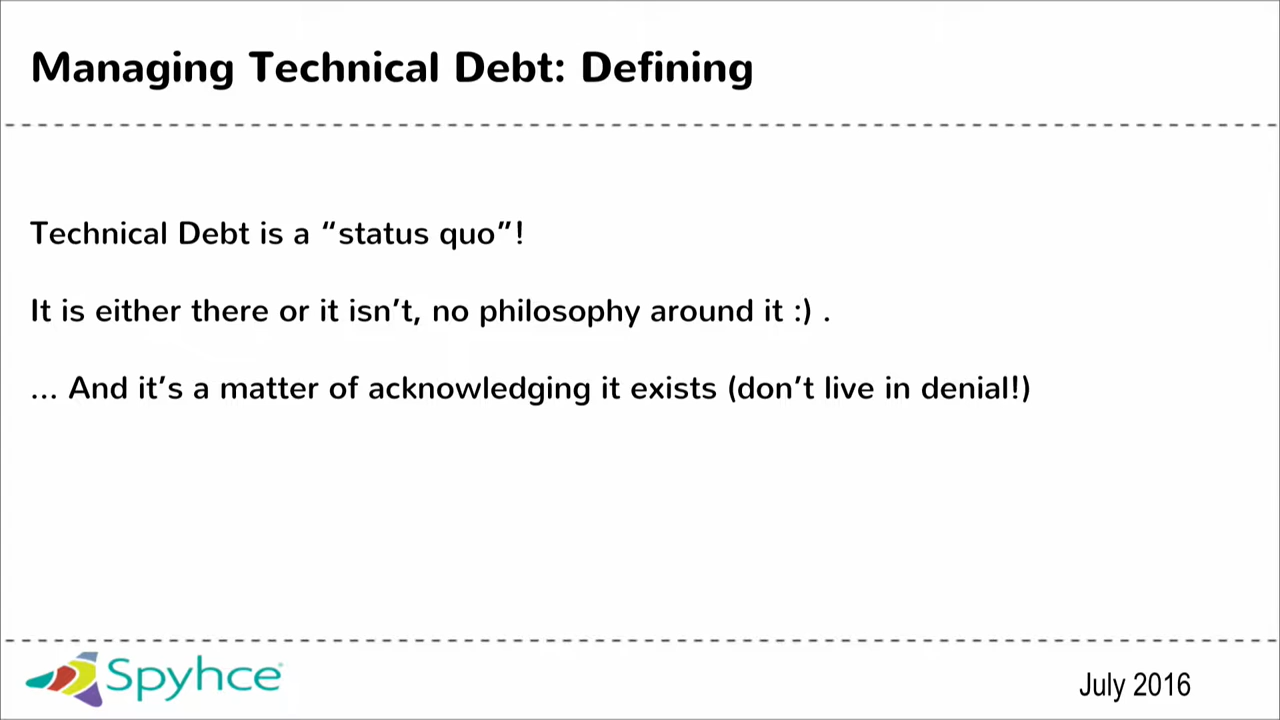 Managing Technical Debt: Defining
Technical Debt is a “status quo”!
It is either there or it isn’t, no philosophy around it :) .
... And it’s a matter of acknowledging it exists (don’t live in denial!)
Spyhce
July 2016